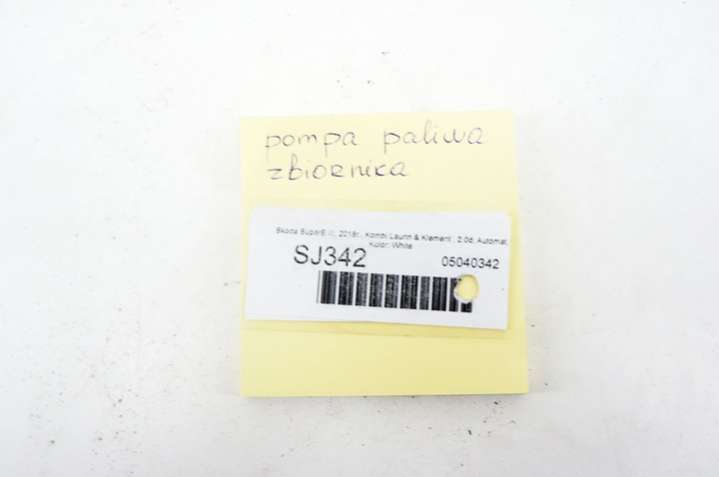 pompa paliwa
zbiornika
Skoda SuperB III; 2018r.; Kombi Laurin & Klement ; 2.0d; Automat;
Kolor: White
SJ342
05040342